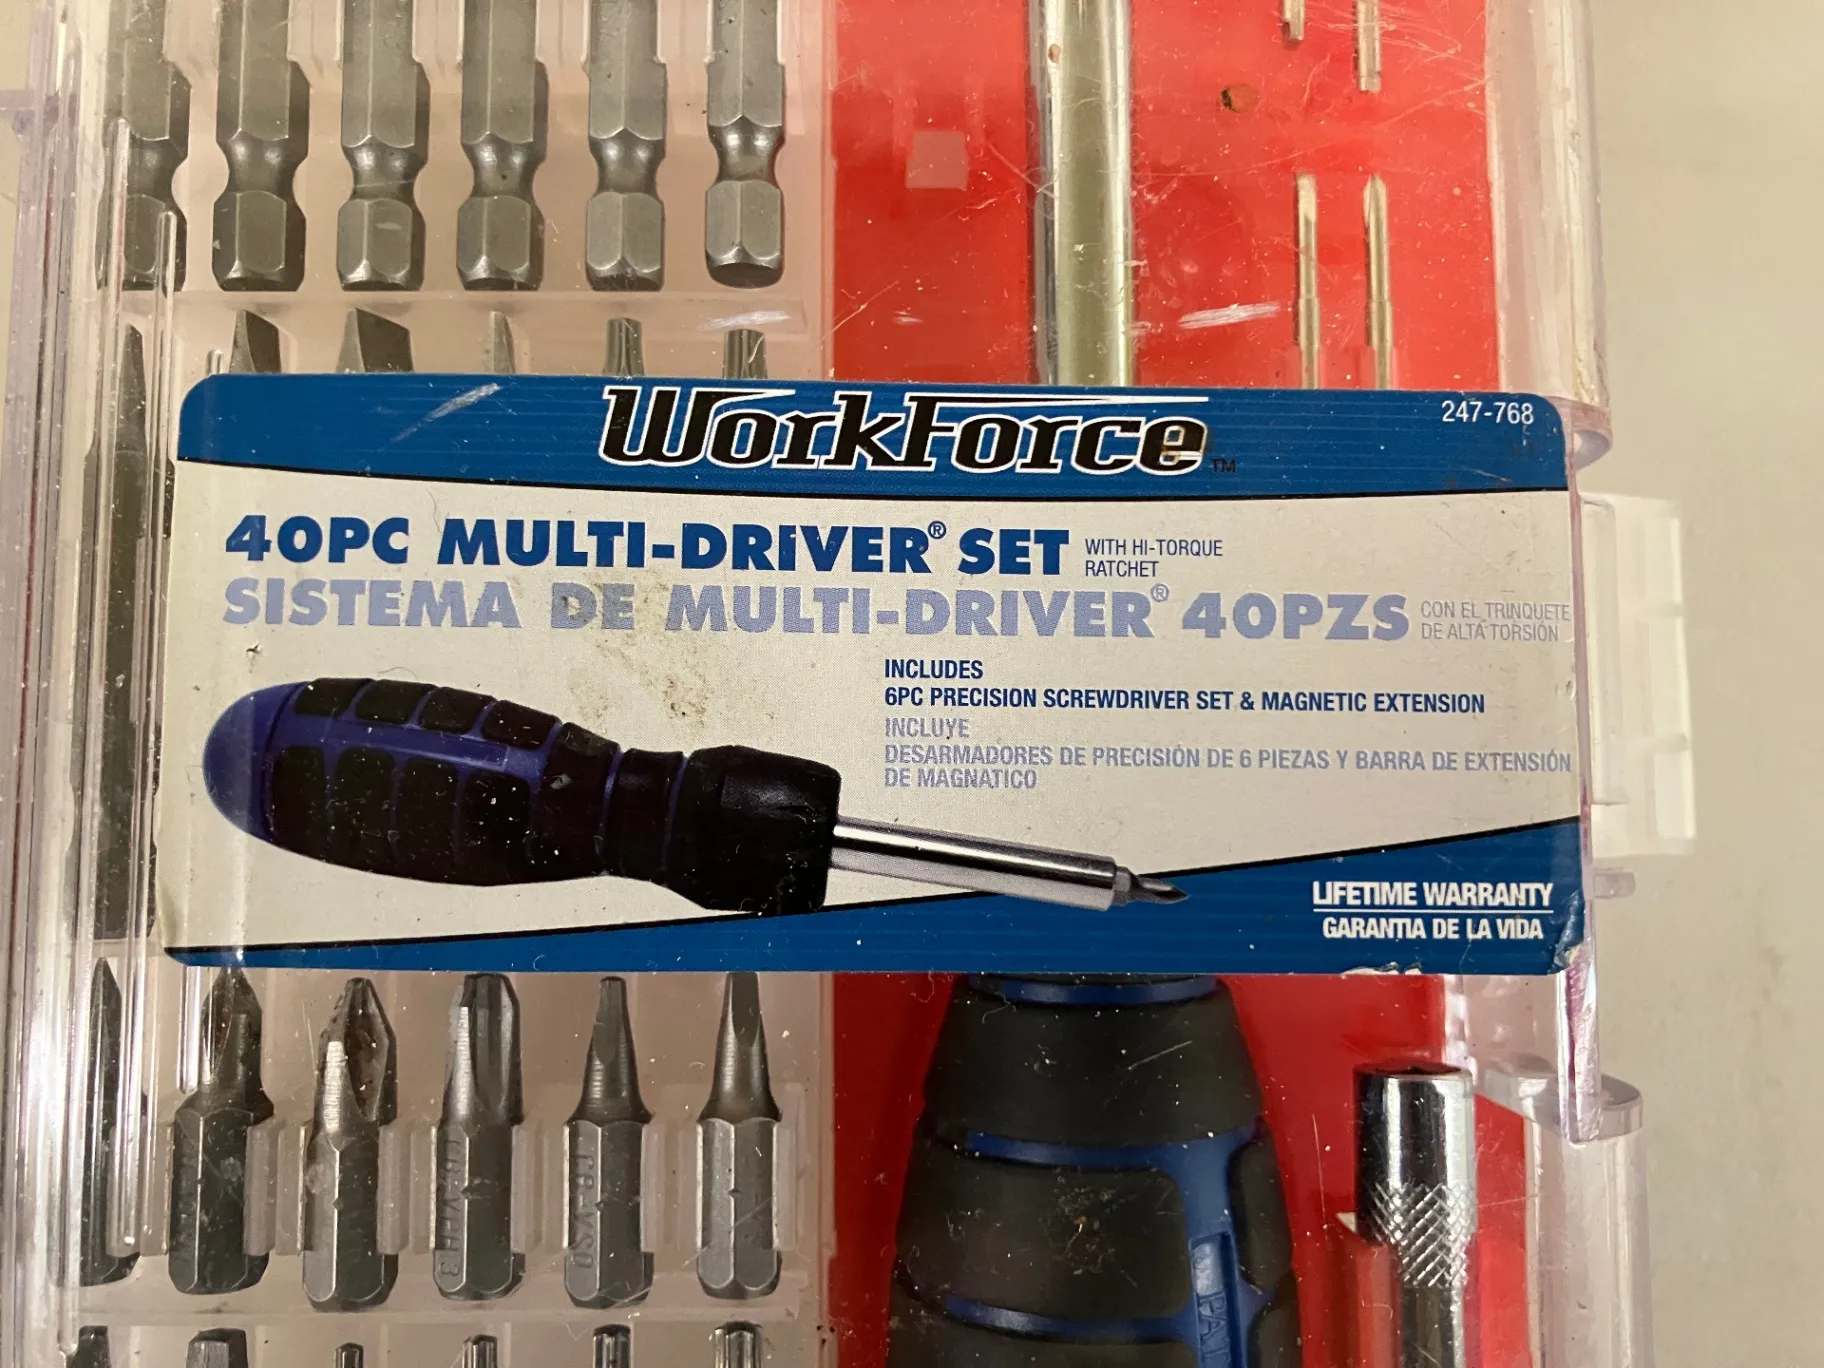 WorkForce™
247-768
40PC MULTI-DRIVER® SET
WITH HI-TORQUE
RATCHET
SISTEMA DE MULTI-DRIVER® 40PZS
CON EL TRINQUETE
DE ALTA TORSIÓN
INCLUDES
6PC PRECISION SCREWDRIVER SET & MAGNETIC EXTENSION
INCLUYE
DESARMADORES DE PRECISIÓN DE 6 PIEZAS Y BARRA DE EXTENSIÓN
DE MAGNATICO
LIFETIME WARRANTY
GARANTIA DE LA VIDA